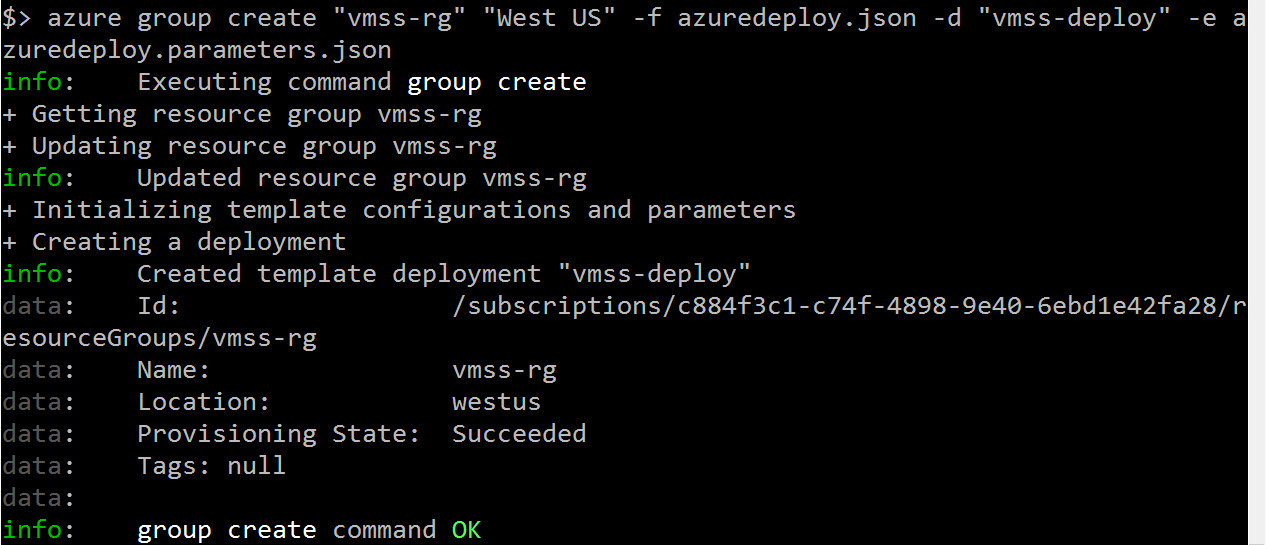 $> azure group create "vmss-rg" "West US" -f azuredeploy.json -d "vmss-deploy" -e a
zuredeploy.parameters.json
info:    Executing command group create
+ Getting resource group vmss-rg
+ Updating resource group vmss-rg
info:    Updated resource group vmss-rg
+ Initializing template configurations and parameters
+ Creating a deployment
info:    Created template deployment "vmss-deploy"
data:    Id:                  /subscriptions/c884f3c1-c74f-4898-9e40-6ebd1e42fa28/r
esourceGroups/vmss-rg
data:    Name:                vmss-rg
data:    Location:            westus
data:    Provisioning State:  Succeeded
data:    Tags: null
data:
info:    group create command OK